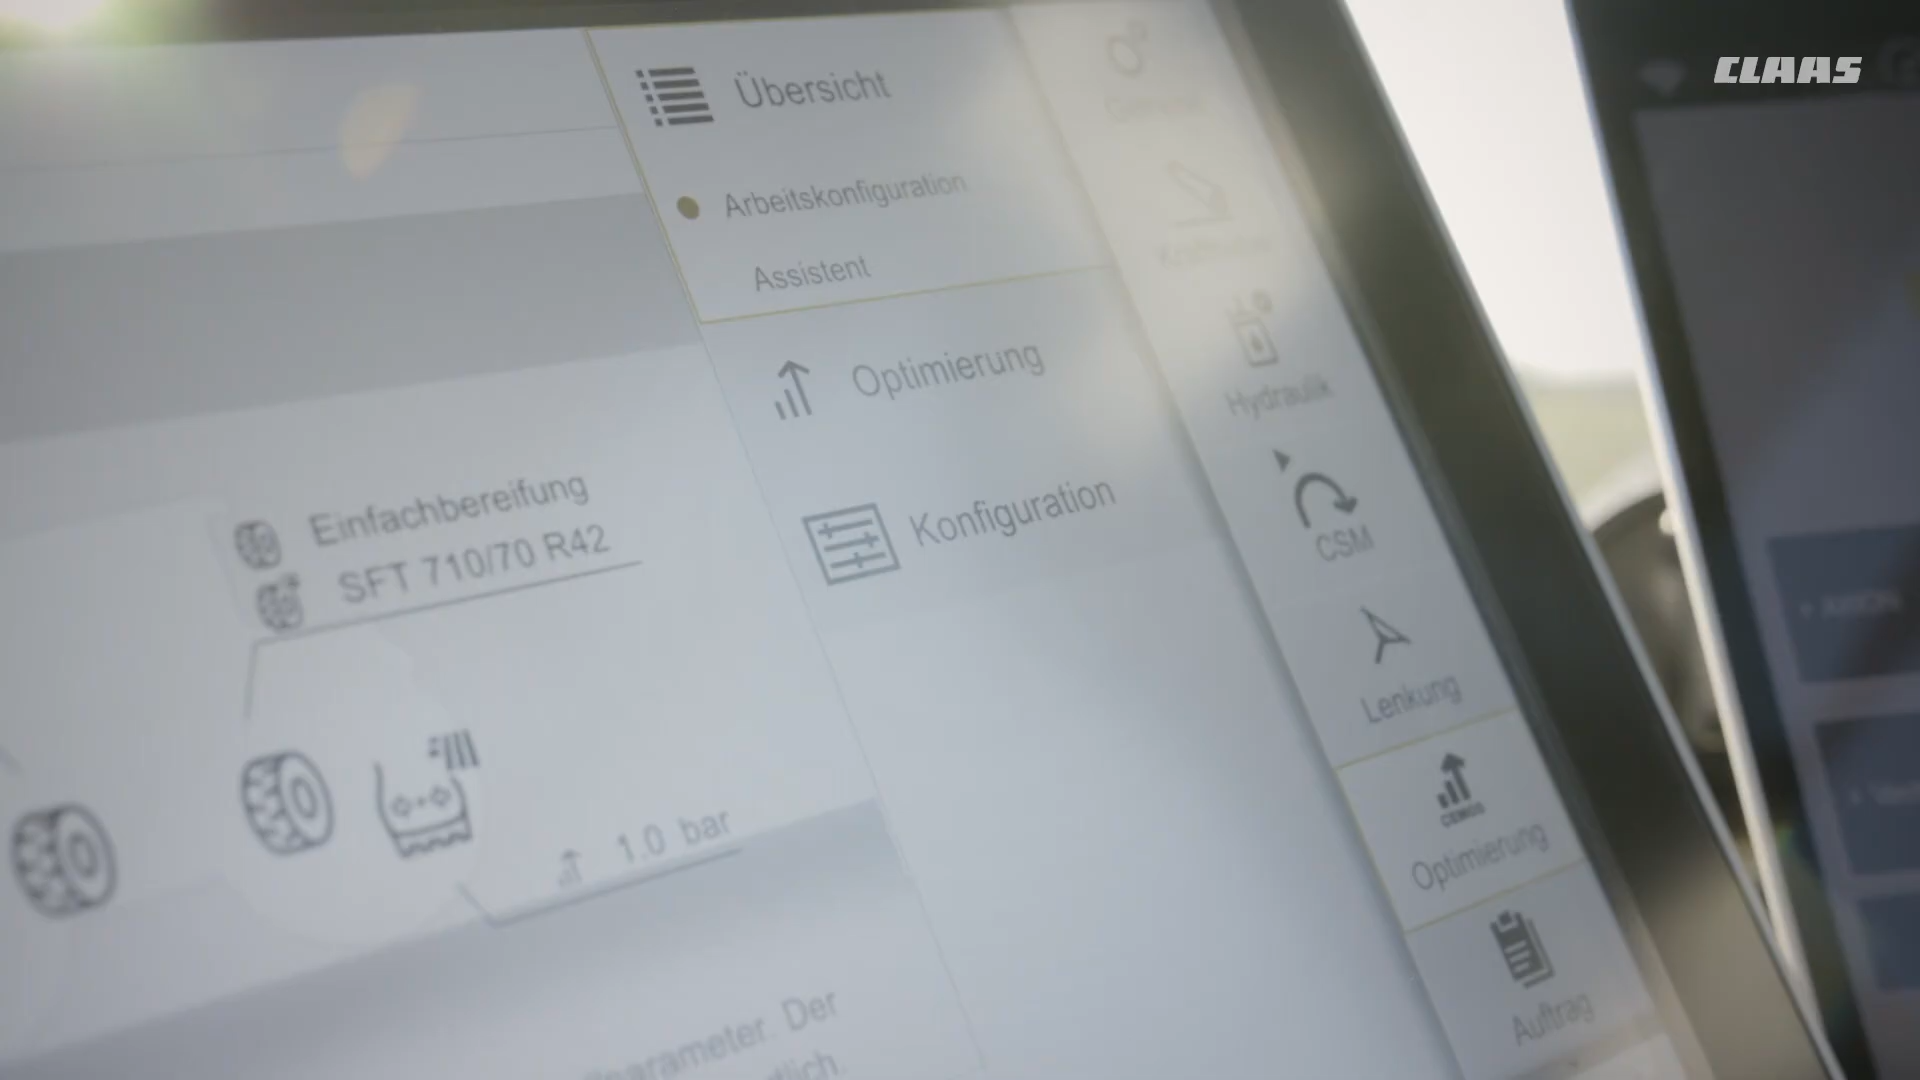 CLAAS
Übersicht
Arbeitskonfiguration
Assistent
Optimierung
Konfiguration
Einfachbereifung
SFT 710/70 R42
1.0 bar
parameter. Der
Hydraulik
CSM
Lenkung
CEMOS
Optimierung
Auftrag